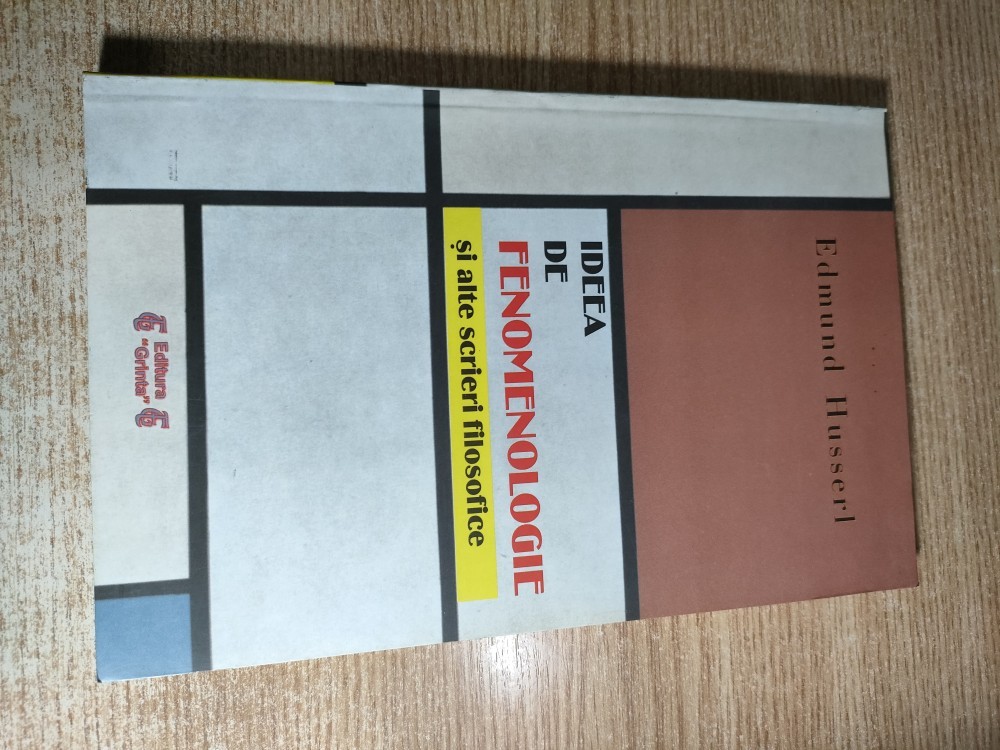 Edmund Husserl
IDEEA
DE
FENOMENOLOGIE
și alte scrieri filosofice
Editura
“Grinta”